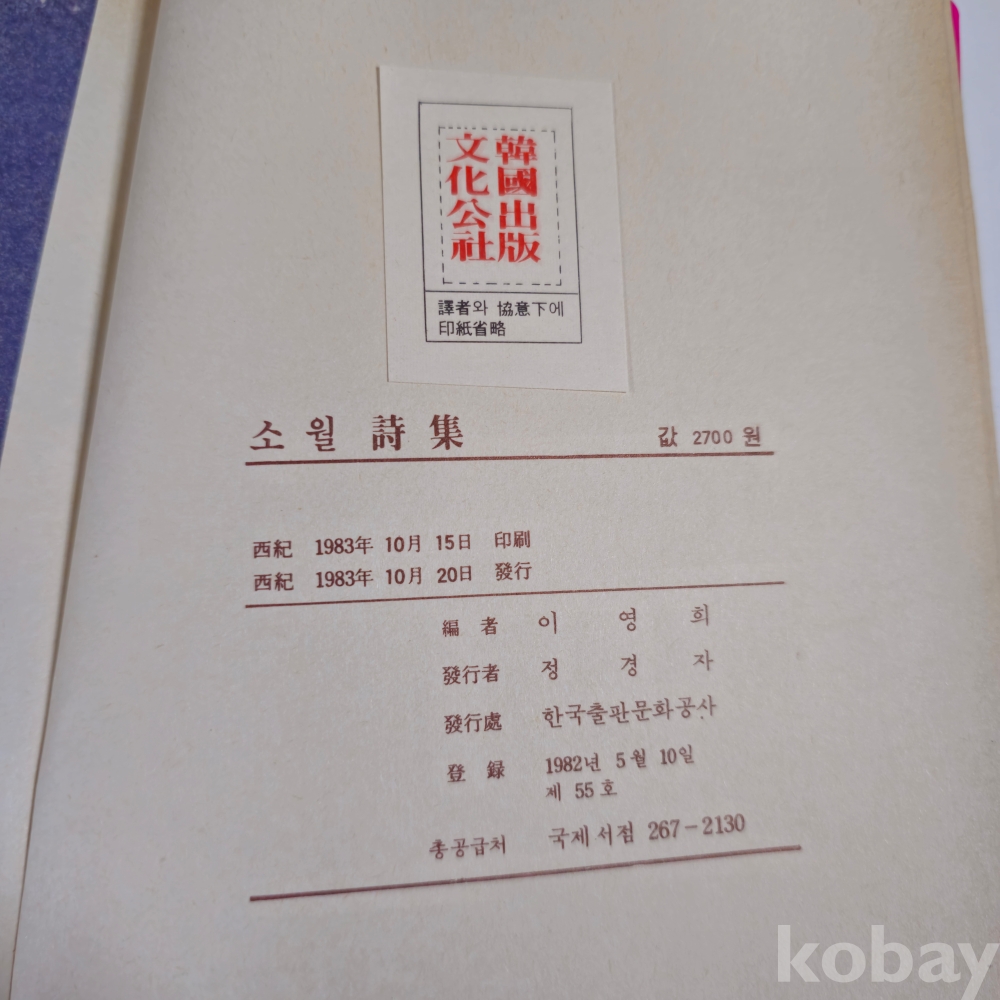 韓國出版
文化公社
譯者와 協意下에
印紙省略
소월 詩集 값 2700 원
西紀 1983年 10月 15日 印刷
西紀 1983年 10月 20日 發行
編者 이영희
發行者 정경자
發行處 한국출판문화공사
登録 1982년 5월 10일
제 55 호
총공급처 국제서점 267-2130
kobay